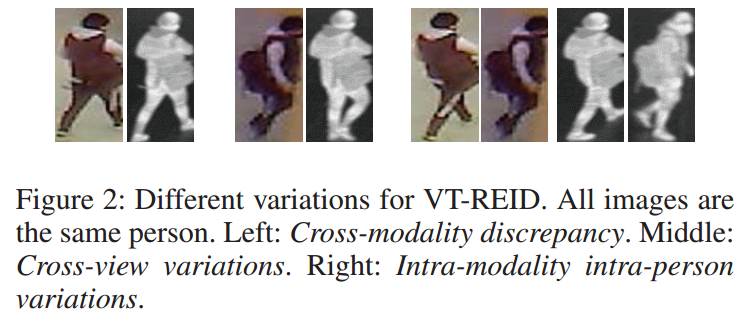 Figure 2: Different variations for VT-REID. All images are
the same person. Left: Cross-modality discrepancy. Middle:
Cross-view variations. Right: Intra-modality intra-person
variations.